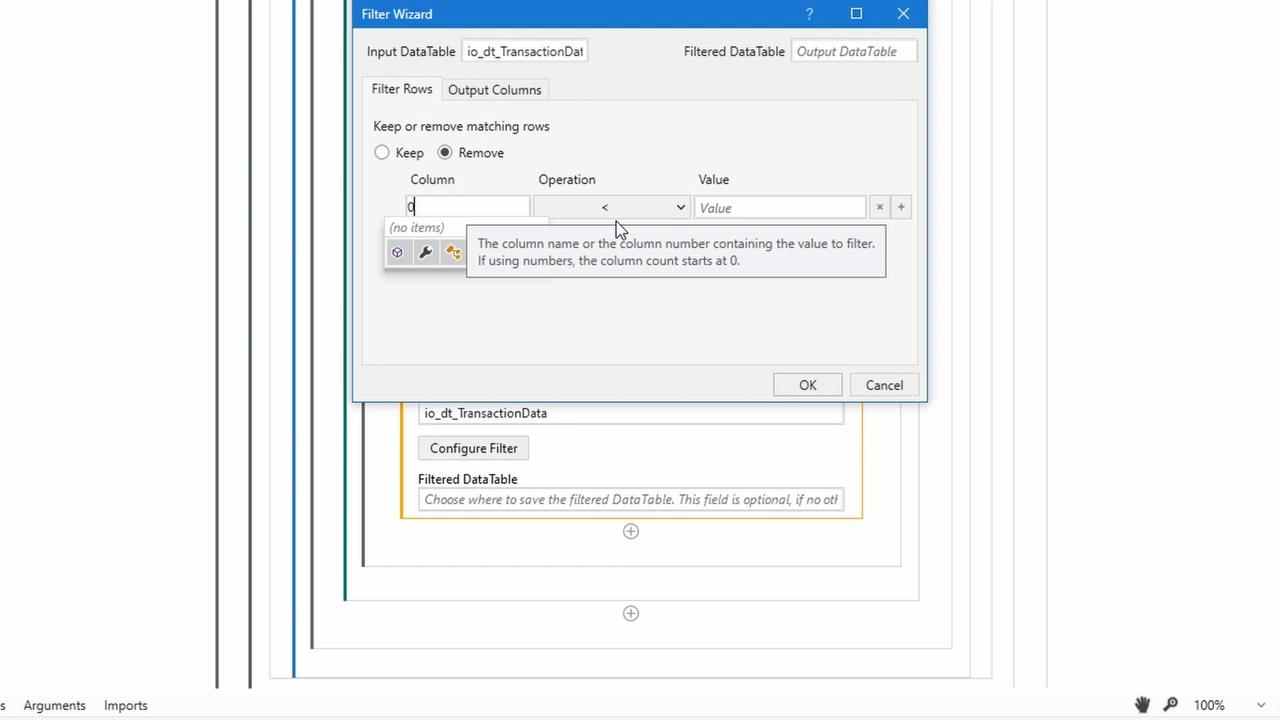 Filter Wizard ?
Input DataTable io_dt_TransactionDat Filtered DataTable Output DataTable
Filter Rows Output Columns
Keep or remove matching rows
Keep Remove
Column Operation Value
0 < Value × +
(no items)
The column name or the column number containing the value to filter.
If using numbers, the column count starts at 0.
OK Cancel
io_dt_TransactionData
Configure Filter
Filtered DataTable
Choose where to save the filtered DataTable. This field is optional, if no otl
s Arguments Imports 100%